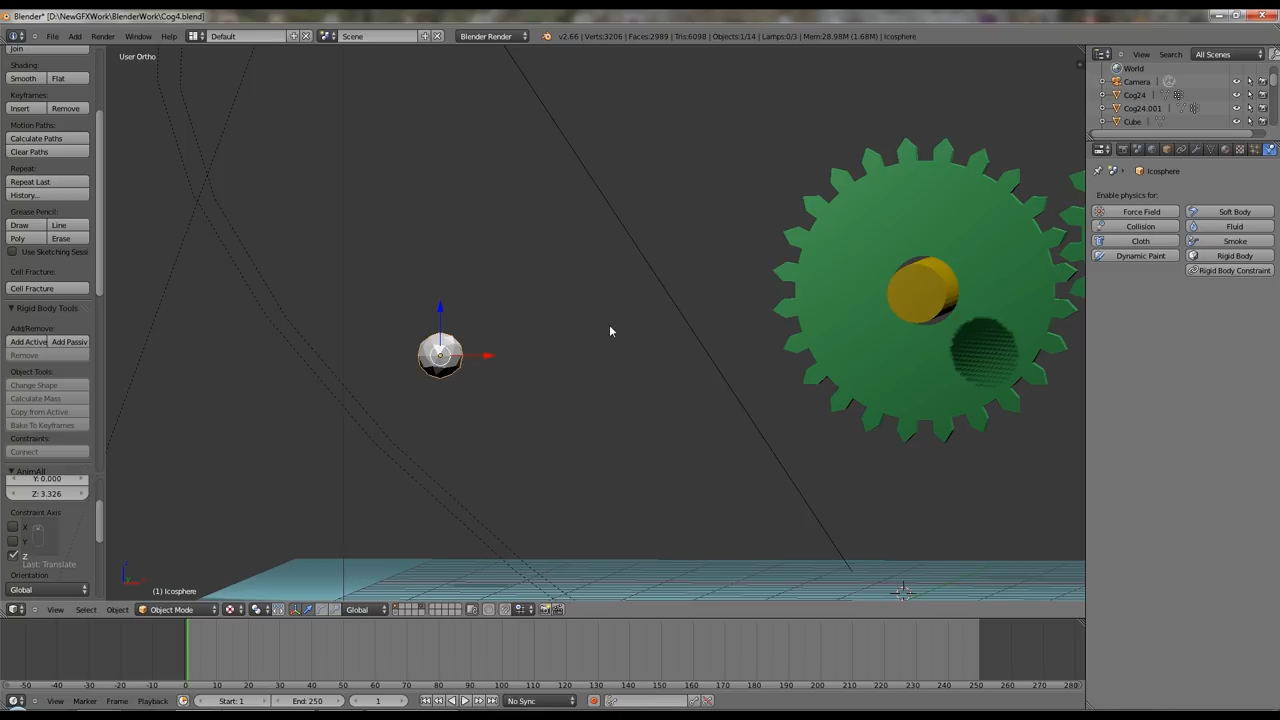 Blender* [D:\NewGFXWork\BlenderWork\Cog4.blend]
File Add Render Window Help Default Scene Blender Render v2.66 | Verts:3206 | Faces:2989 | Tris:6098 | Objects:1/14 | Lamps:0/3 | Mem:28.98M (1.68M) | Icosphere
View Search All Scenes
Join
User Ortho
Shading:
Smooth Flat
Keyframes:
Insert Remove
Motion Paths:
Calculate Paths
Clear Paths
Repeat:
Repeat Last
History...
Grease Pencil:
Draw Line
Poly Erase
Use Sketching Sessi
Cell Fracture:
Cell Fracture
Rigid Body Tools
Add/Remove:
Add Active Add Passiv
Remove
Object Tools:
Change Shape
Calculate Mass
Copy from Active
Bake To Keyframes
Constraints:
Connect
AnimAll
Y: 0.000
Z: 3.326
Constraint Axis
X
Y
Z
Last: Translate
Orientation
Global
(1) Icosphere
World
Camera
Cog24
Cog24.001
Cube
Icosphere
Enable physics for:
Force Field Soft Body
Collision Fluid
Cloth Smoke
Dynamic Paint Rigid Body
Rigid Body Constraint
View Select Object Object Mode Global
-50 -40 -30 -20 -10 0 10 20 30 40 50 60 70 80 90 100 110 120 130 140 150 160 170 180 190 200 210 220 230 240 250 260 270 280
View Marker Frame Playback Start: 1 End: 250 1 No Sync